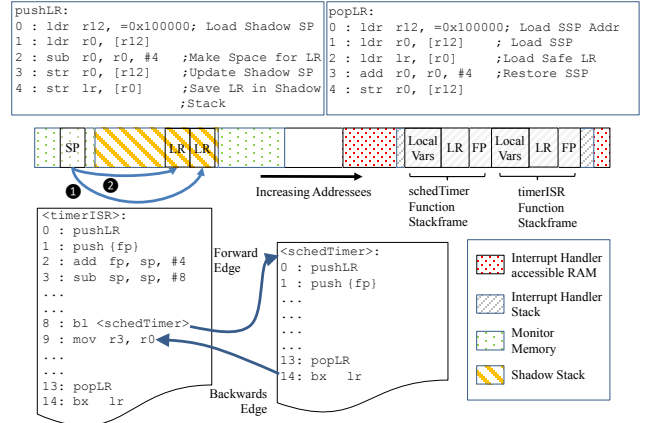 pushLR:
0 : ldr r12, =0x100000; Load Shadow SP
1 : ldr r0, [r12]
2 : sub r0, r0, #4 ;Make Space for LR
3 : str r0, [r12] ;Update Shadow SP
4 : str lr, [r0] ;Save LR in Shadow
;Stack
popLR:
0 : ldr r12, =0x100000 ; Load SSP Addr
1 : ldr r0, [r12] ; Load SSP
2 : ldr lr, [r0] ;Load Safe LR
3 : add r0, r0, #4 ;Restore SSP
4 : str r0, [r12]
SP
LR
LR
Local
Vars
LR
FP
Local
Vars
LR
FP
1
2
Increasing Addressees
schedTimer
Function
Stackframe
timerISR
Function
Stackframe
<timerISR>:
0 : pushLR
1 : push {fp}
2 : add fp, sp, #4
3 : sub sp, sp, #8
...
...
8 : bl <schedTimer>
9 : mov r3, r0
...
...
13: popLR
14: bx lr
Forward
Edge
Backwards
Edge
<schedTimer>:
0 : pushLR
1 : push {fp}
...
...
...
...
13: popLR
14: bx lr
Interrupt Handler
accessible RAM
Interrupt Handler
Stack
Monitor
Memory
Shadow Stack